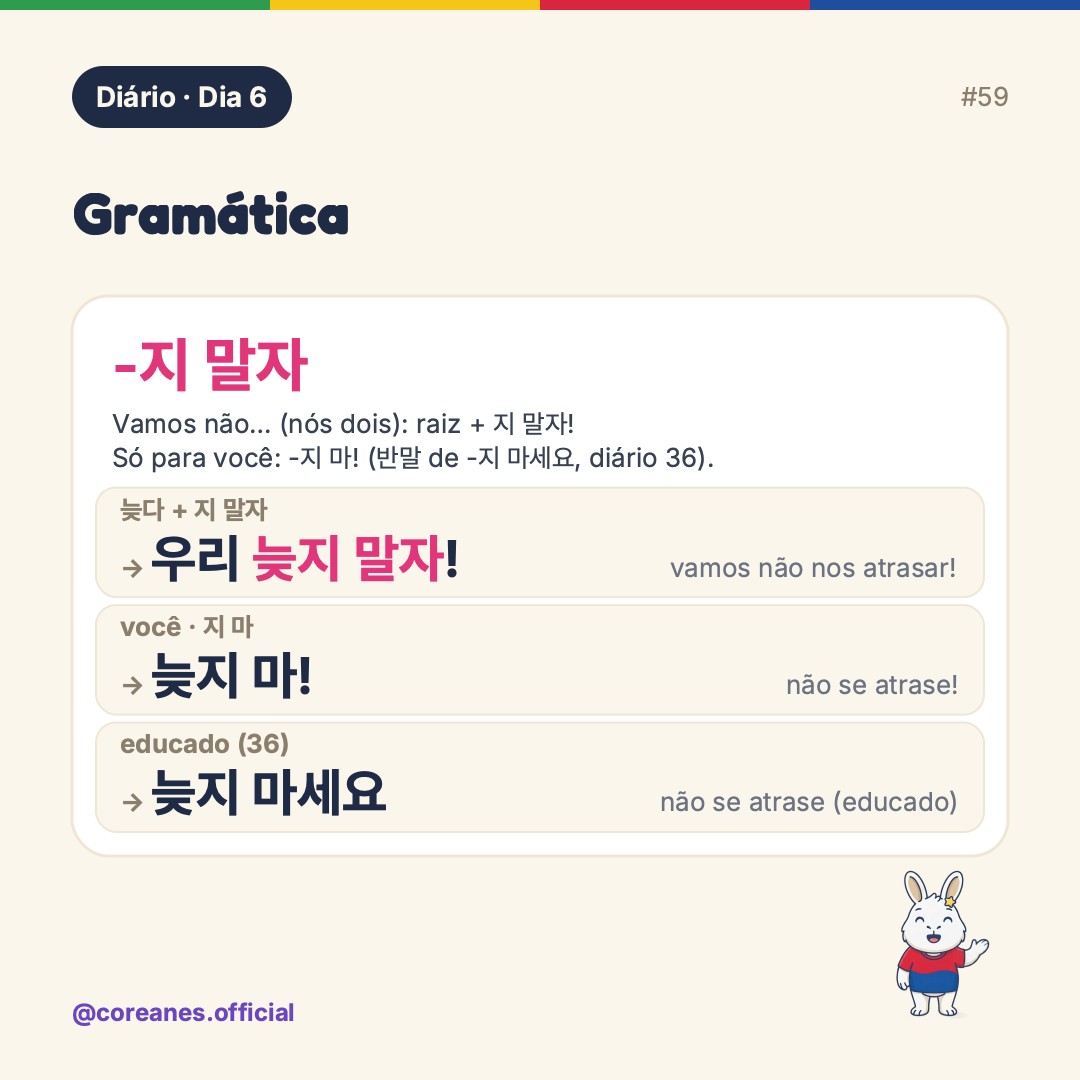 Diário · Dia 6
#59
Gramática
-지 말자
Vamos não... (nós dois): raiz + 지 말자!
Só para você: -지 마! (반말 de -지 마세요, diário 36).
늦다 + 지 말자
→ 우리 늦지 말자!
vamos não nos atrasar!
você · 지 마
→ 늦지 마!
não se atrase!
educado (36)
→ 늦지 마세요
não se atrase (educado)
@coreanes.official